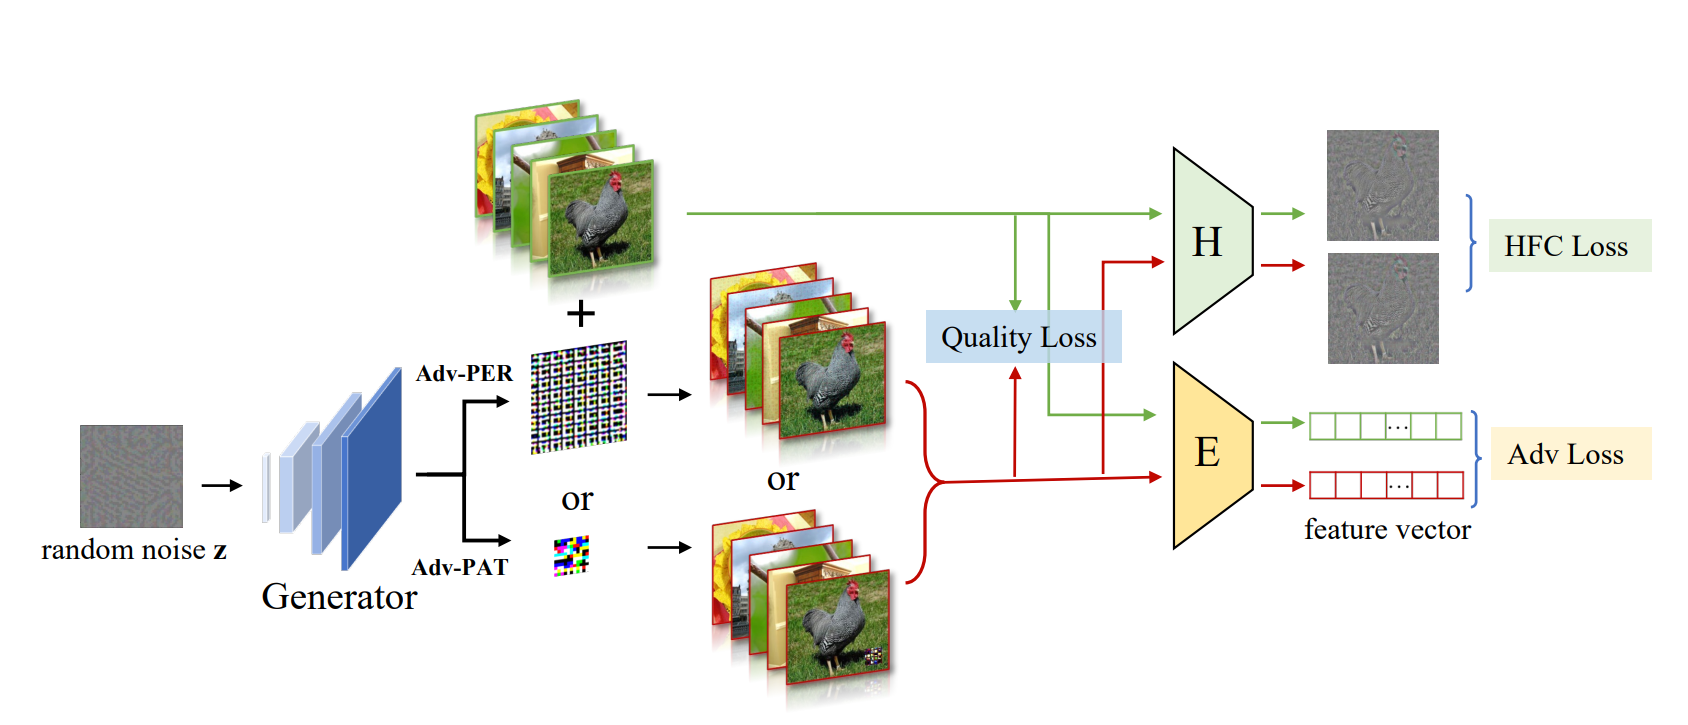 random noise z
Generator
Adv-PER
Adv-PAT
+
or
or
Quality Loss
H
E
HFC Loss
...
...
feature vector
Adv Loss